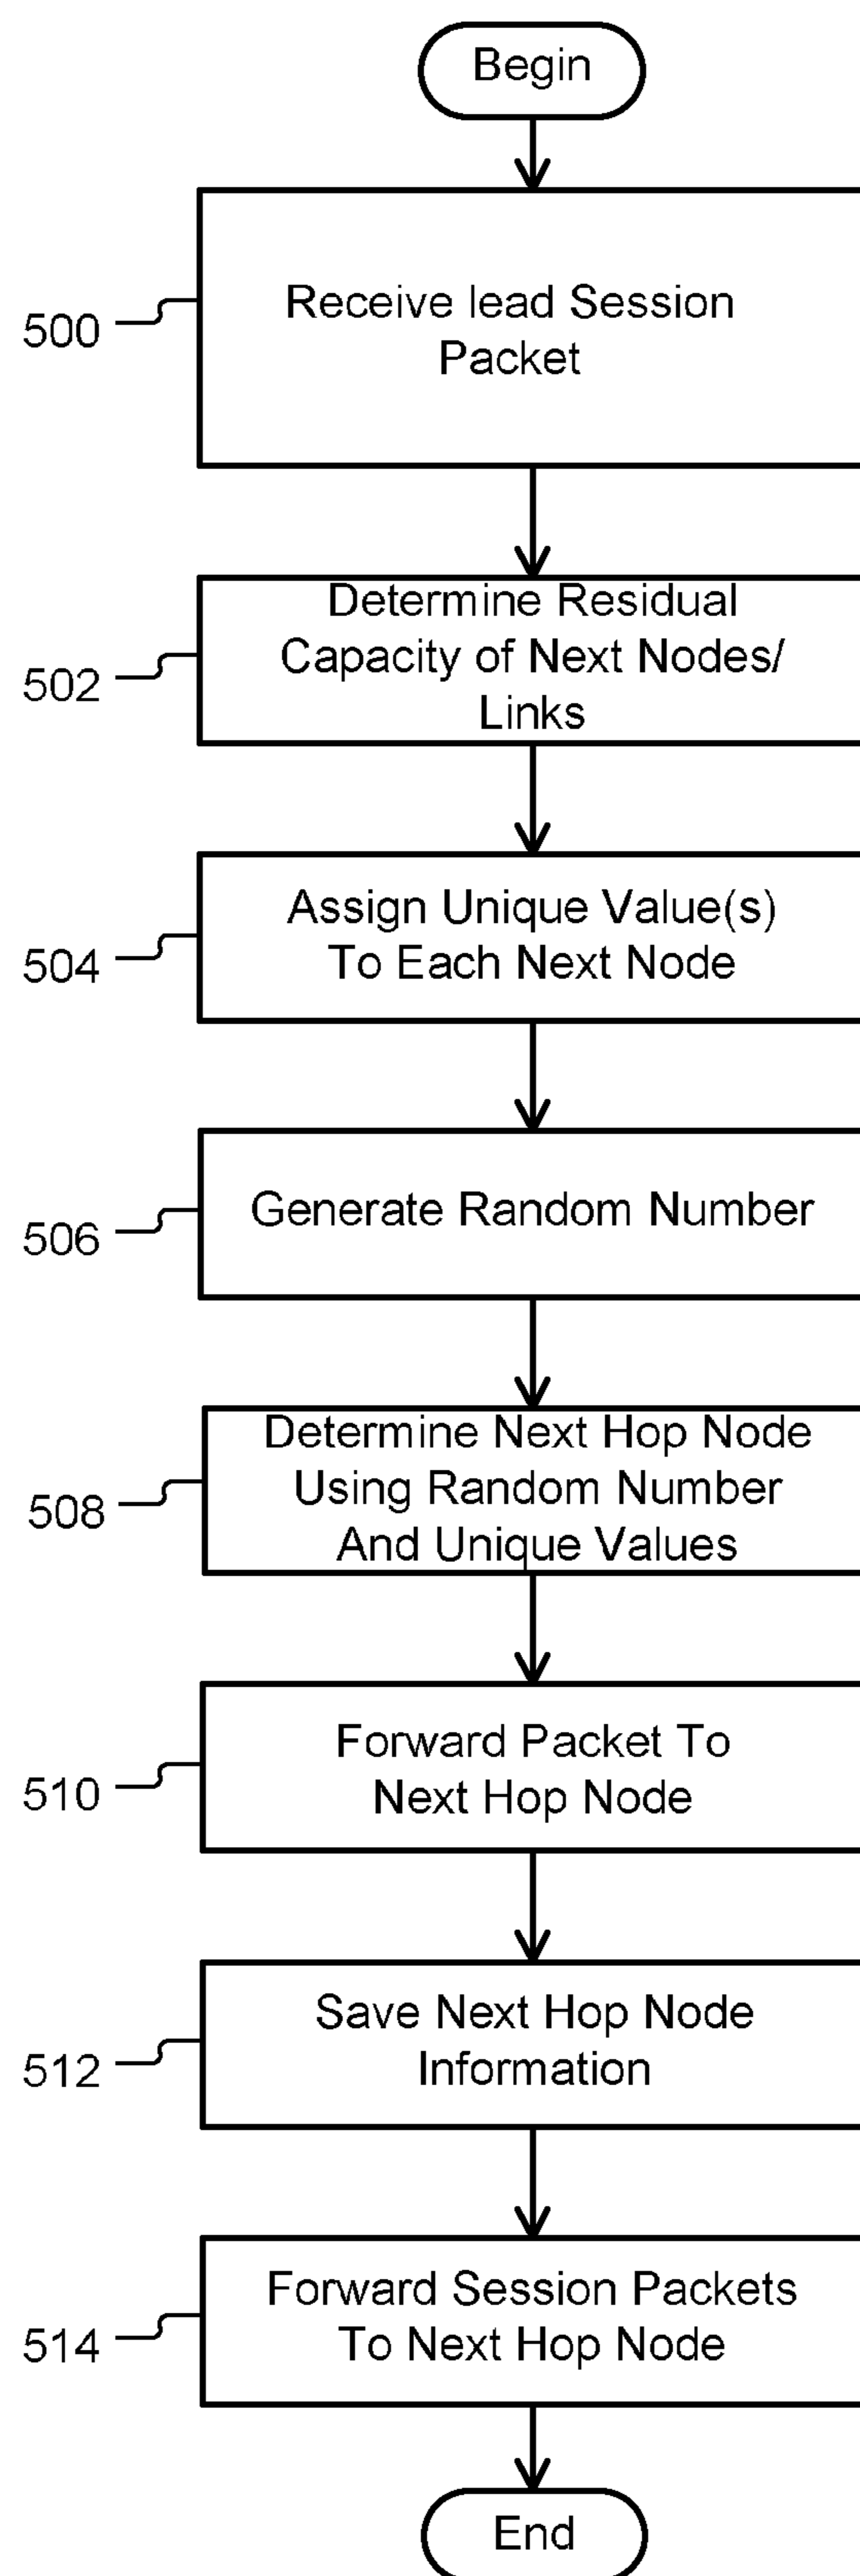 Begin
500
Receive lead Session
Packet
502
Determine Residual
Capacity of Next Nodes/
Links
504
Assign Unique Value(s)
To Each Next Node
506
Generate Random Number
508
Determine Next Hop Node
Using Random Number
And Unique Values
510
Forward Packet To
Next Hop Node
512
Save Next Hop Node
Information
514
Forward Session Packets
To Next Hop Node
End